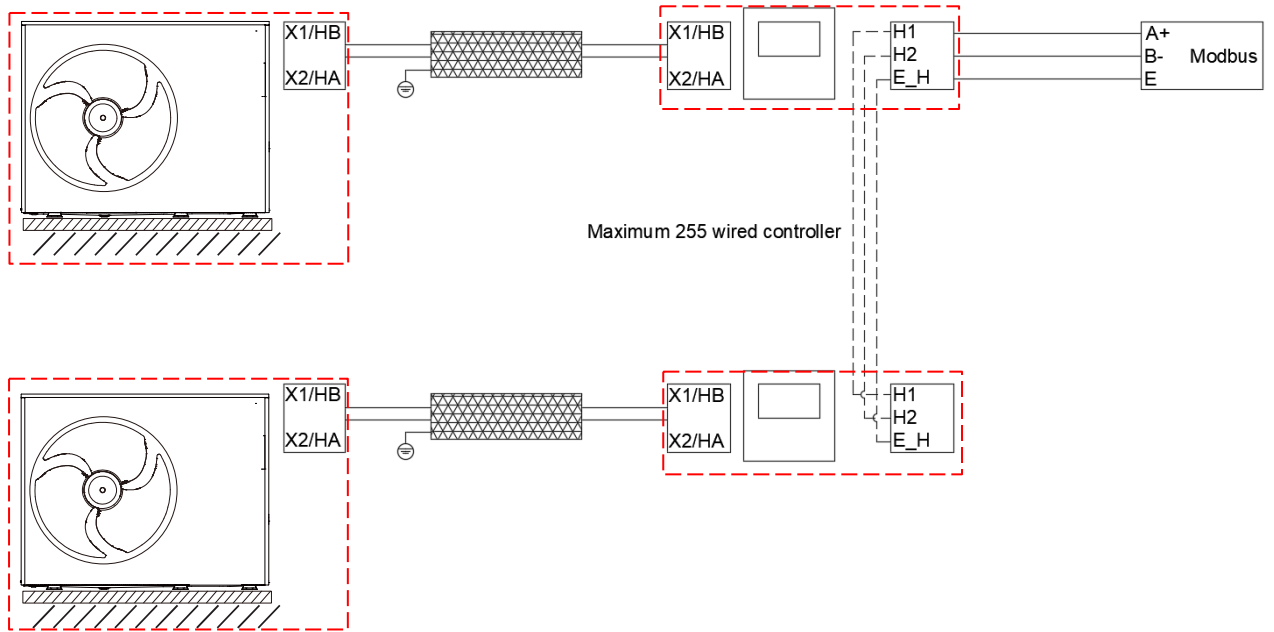 X1/HB
X2/HA
X1/HB
X2/HA
H1
H2
E_H
A+
B-
E
Modbus
Maximum 255 wired controller
X1/HB
X2/HA
X1/HB
X2/HA
H1
H2
E_H